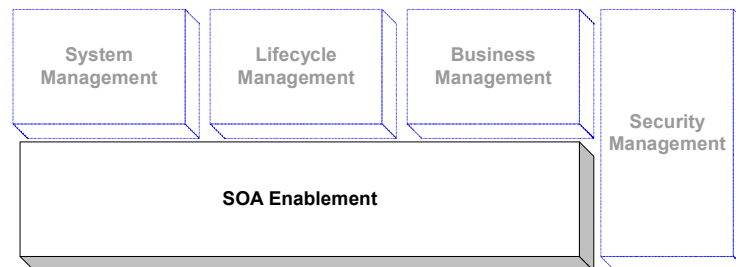 System
Management
Lifecycle
Management
Business
Management
Security
Management
SOA Enablement